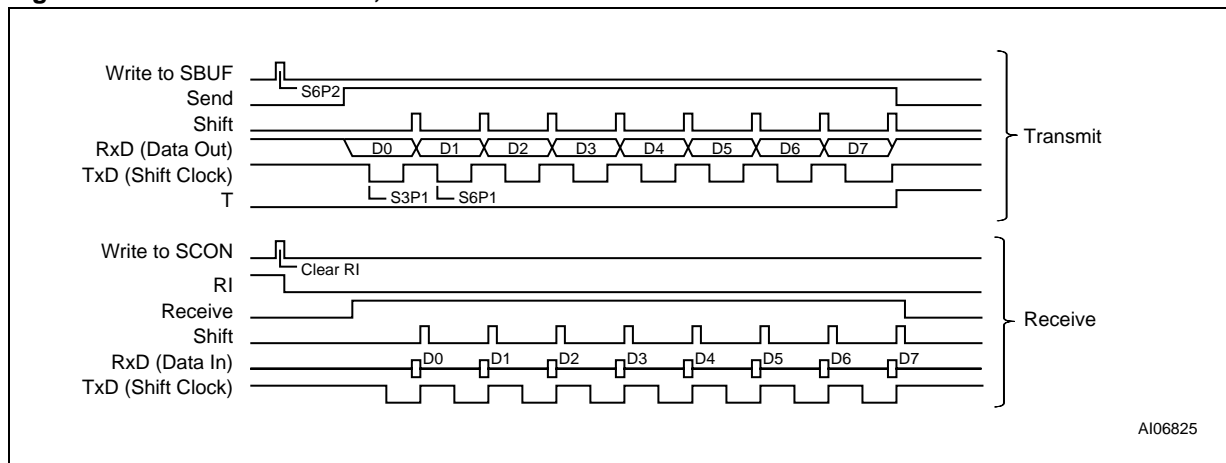 Write to SBUF
S6P2
Send
Shift
RxD (Data Out) D0 D1 D2 D3 D4 D5 D6 D7
TxD (Shift Clock)
S3P1 S6P1
T
Transmit
Write to SCON
Clear RI
RI
Receive
Shift
RxD (Data In) D0 D1 D2 D3 D4 D5 D6 D7
TxD (Shift Clock)
Receive
AI06825